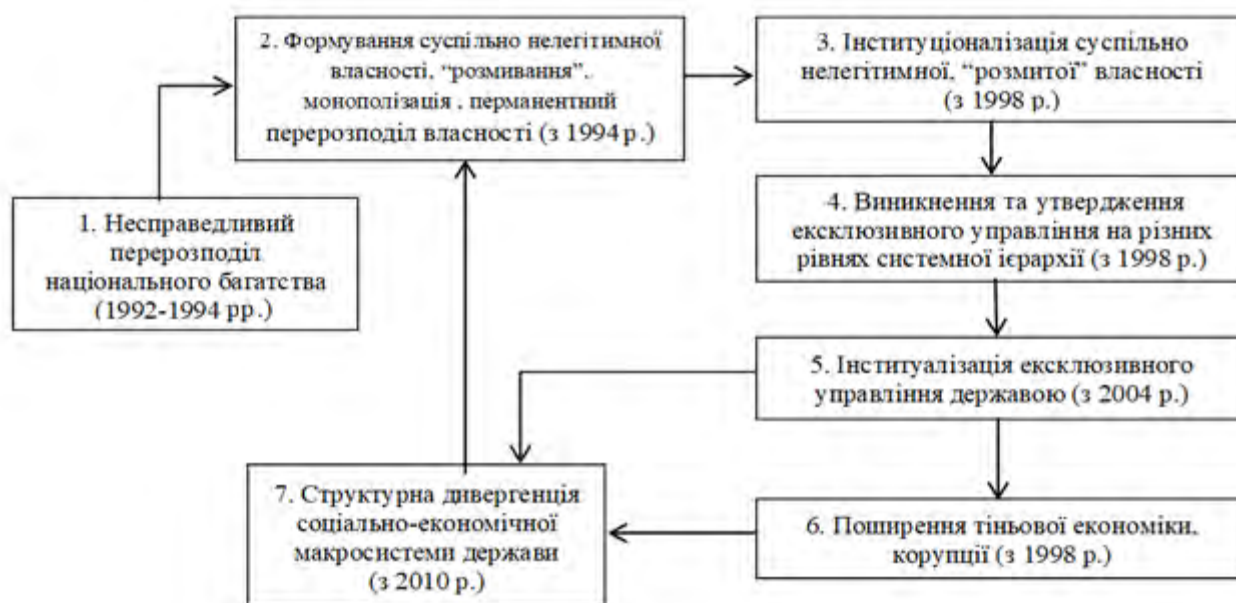 2. Формування суспільно нелегітимної
власності, “розмивання”,
монополізація , перманентний
перерозподіл власності (з 1994 р.)
3. Інституціоналізація суспільно
нелегітимної, “розмитої” власності
(з 1998 р.)
1. Несправедливий
перерозподіл
національного багатства
(1992-1994 рр.)
4. Виникнення та утвердження
ексклюзивного управління на різних
рівнях системної ієрархії (з 1998 р.)
5. Інституалізація ексклюзивного
управління державою (з 2004 р.)
7. Структурна дивергенція
соціально-економічної
макросистеми держави
(з 2010 р.)
6. Поширення тіньової економіки,
корупції (з 1998 р.)